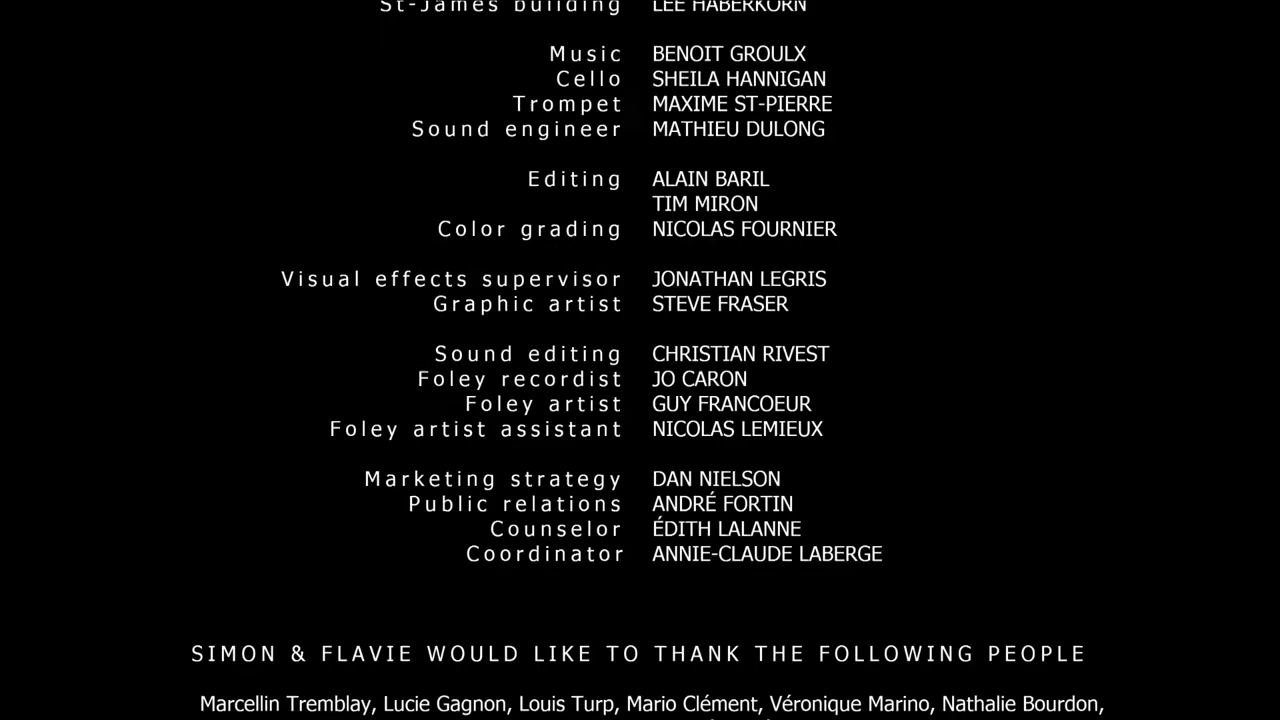 St-James building LEE HABERKORN
Music BENOIT GROULX
Cello SHEILA HANNIGAN
Trompet MAXIME ST-PIERRE
Sound engineer MATHIEU DULONG
Editing ALAIN BARIL
TIM MIRON
Color grading NICOLAS FOURNIER
Visual effects supervisor JONATHAN LEGRIS
Graphic artist STEVE FRASER
Sound editing CHRISTIAN RIVEST
Foley recordist JO CARON
Foley artist GUY FRANCOEUR
Foley artist assistant NICOLAS LEMIEUX
Marketing strategy DAN NIELSON
Public relations ANDRÉ FORTIN
Counselor ÉDITH LALANNE
Coordinator ANNIE-CLAUDE LABERGE
SIMON & FLAVIE WOULD LIKE TO THANK THE FOLLOWING PEOPLE
Marcellin Tremblay, Lucie Gagnon, Louis Turp, Mario Clément, Véronique Marino, Nathalie Bourdon,